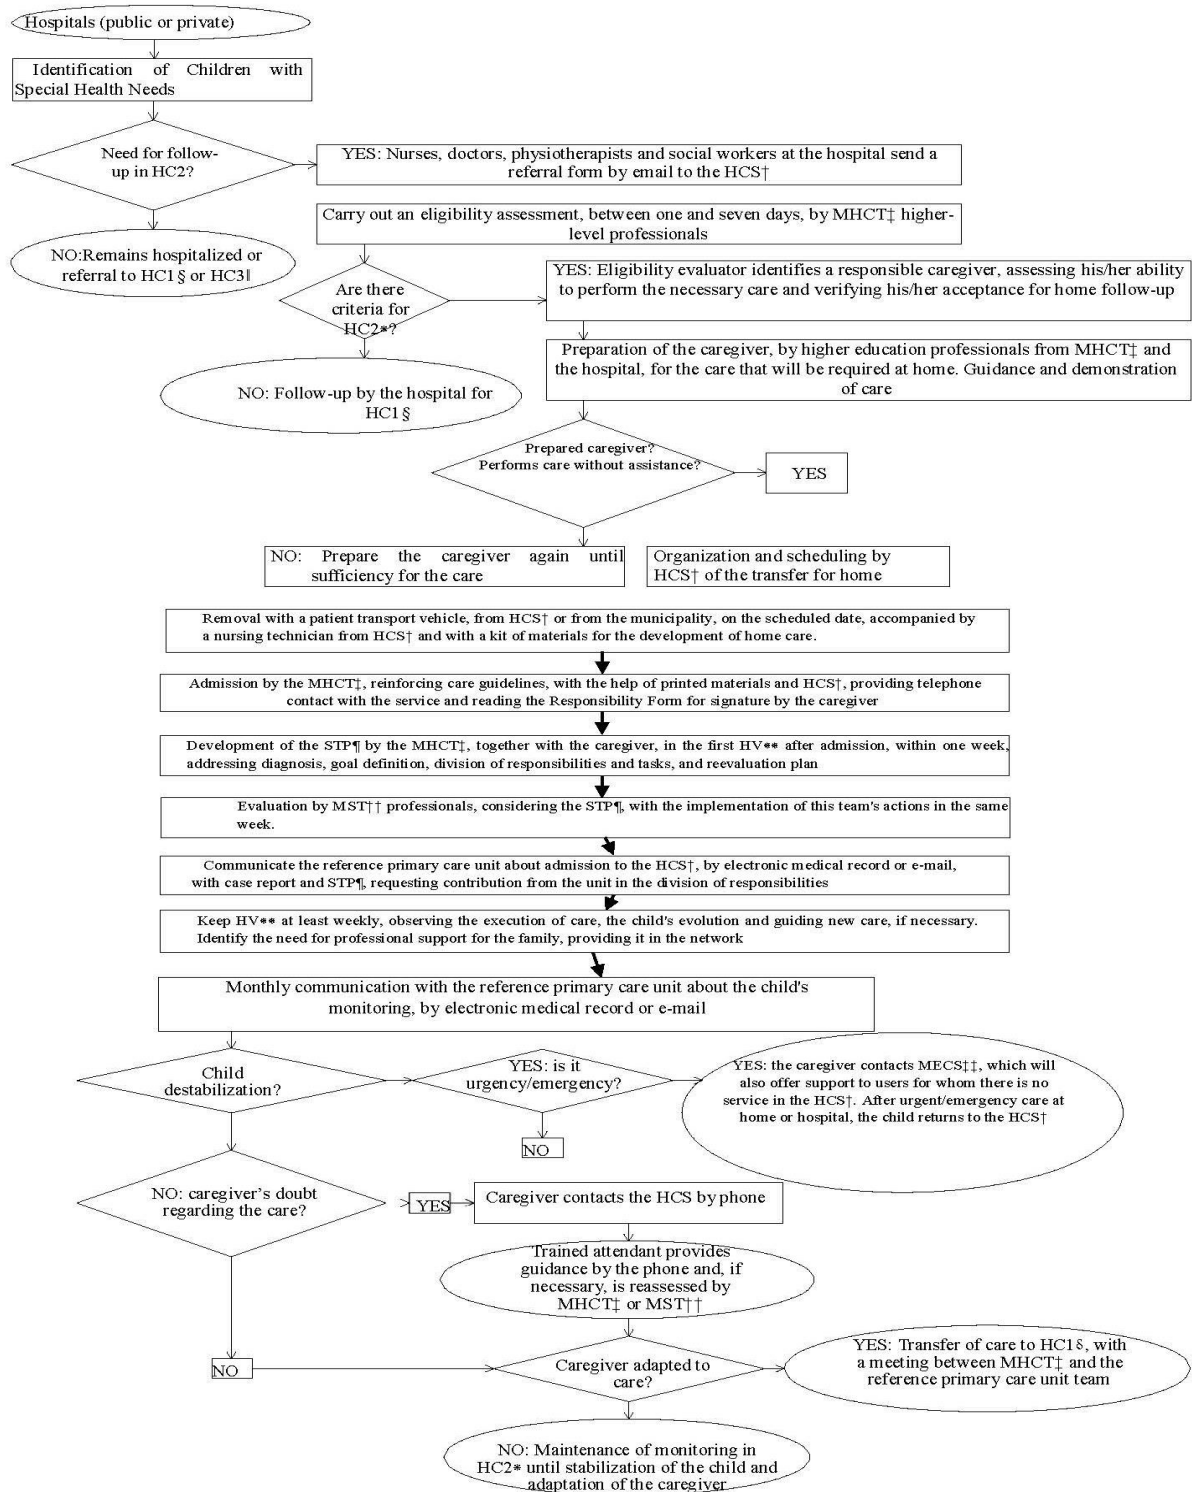 Hospitals (public or private)
Identification of Children with
Special Health Needs
Need for follow-
up in HC2?
YES: Nurses, doctors, physiotherapists and social workers at the hospital send a
referral form by email to the HCS†
NO:Remains hospitalized or
referral to HC1§ or HC3‖
Carry out an eligibility assessment, between one and seven days, by MHCT‡ higher-
level professionals
Are there
criteria for
HC2*?
YES: Eligibility evaluator identifies a responsible caregiver, assessing his/her ability
to perform the necessary care and verifying his/her acceptance for home follow-up
NO: Follow-up by the hospital for
HC1§
Preparation of the caregiver, by higher education professionals from MHCT‡ and
the hospital, for the care that will be required at home. Guidance and demonstration
of care
Prepared caregiver?
Performs care without assistance?
YES
NO: Prepare the caregiver again until
sufficiency for the care
Organization and scheduling by
HCS† of the transfer for home
Removal with a patient transport vehicle, from HCS† or from the municipality, on the scheduled date, accompanied by
a nursing technician from HCS† and with a kit of materials for the development of home care.
Admission by the MHCT‡, reinforcing care guidelines, with the help of printed materials and HCS†, providing telephone
contact with the service and reading the Responsibility Form for signature by the caregiver
Development of the STP¶ by the MHCT‡, together with the caregiver, in the first HV** after admission, within one week,
addressing diagnosis, goal definition, division of responsibilities and tasks, and reevaluation plan
Evaluation by MST†† professionals, considering the STP¶, with the implementation of this team's actions in the same
week.
Communicate the reference primary care unit about admission to the HCS†, by electronic medical record or e-mail,
with case report and STP¶, requesting contribution from the unit in the division of responsibilities
Keep HV** at least weekly, observing the execution of care, the child's evolution and guiding new care, if necessary.
Identify the need for professional support for the family, providing it in the network
Monthly communication with the reference primary care unit about the child's
monitoring, by electronic medical record or e-mail
Child
destabilization?
YES: is it
urgency/emergency?
YES: the caregiver contacts MECS‡‡, which will
also offer support to users for whom there is no
service in the HCS†. After urgent/emergency care at
home or hospital, the child returns to the HCS†
NO
NO: caregiver's doubt
regarding the care?
YES
Caregiver contacts the HCS by phone
Trained attendant provides
guidance by the phone and, if
necessary, is reassessed by
MHCT‡ or MST††
NO
Caregiver adapted to
care?
YES: Transfer of care to HC1δ, with
a meeting between MHCT‡ and the
reference primary care unit team
NO: Maintenance of monitoring in
HC2* until stabilization of the child and
adaptation of the caregiver